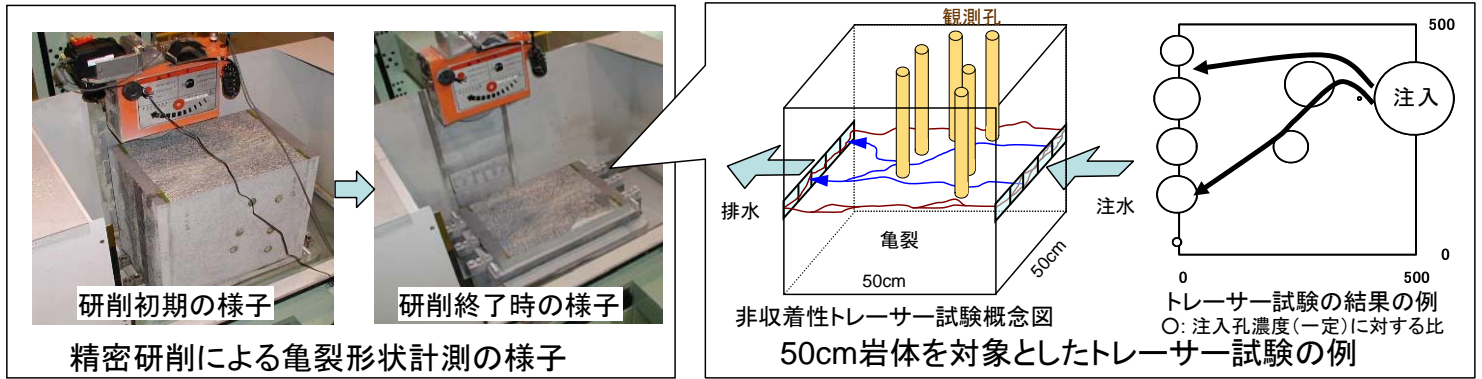 研削初期の様子
研削終了時の様子
精密研削による亀裂形状計測の様子
観測孔
排水
注水
亀裂
50cm
50cm
非収着性トレーサー試験概念図
500
注入
0
0
500
トレーサー試験の結果の例
○: 注入孔濃度(一定)に対する比
50cm岩体を対象としたトレーサー試験の例